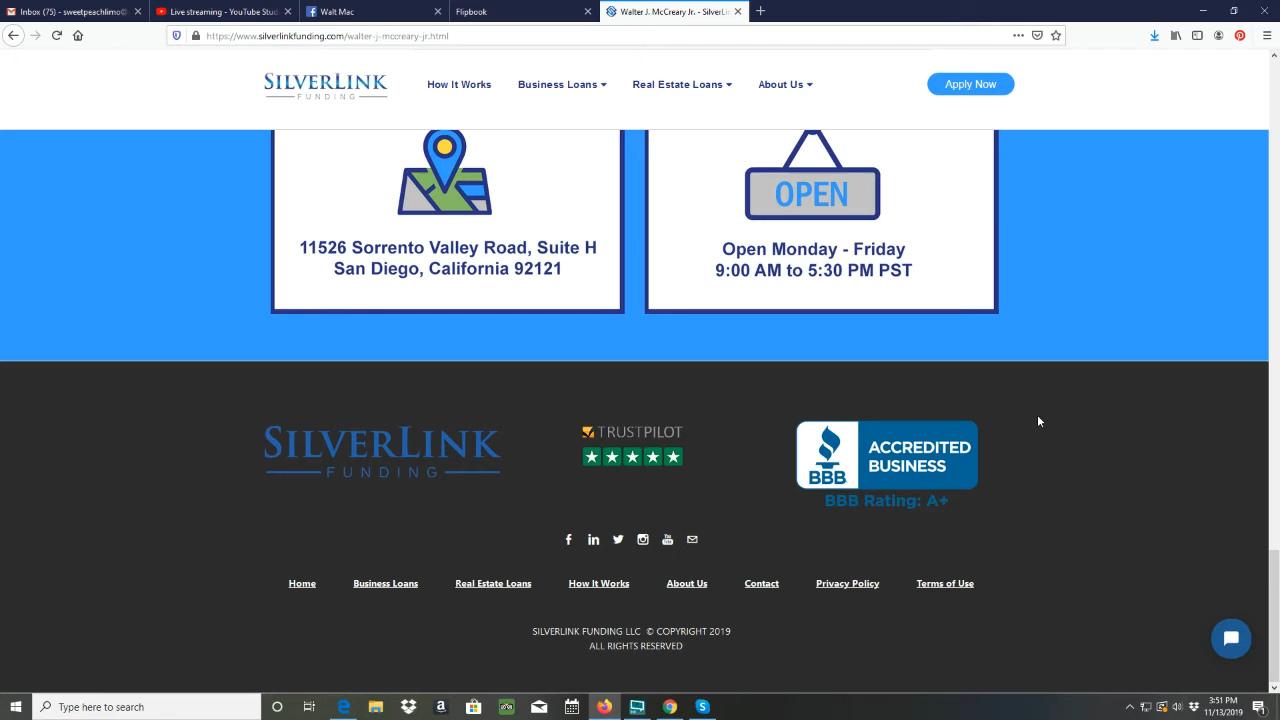 Inbox (75) - sweetpeachlimo@
Live streaming - YouTube Stud
Walt Mac
Flipbook
Walter J. McCreary Jr. - SilverLin
https://www.silverlinkfunding.com/walter-j-mccreary-jr.html
SILVERLINK
FUNDING
How It Works
Business Loans
Real Estate Loans
About Us
Apply Now
OPEN
11526 Sorrento Valley Road, Suite H
San Diego, California 92121
Open Monday - Friday
9:00 AM to 5:30 PM PST
SILVERLINK
FUNDING
TRUSTPILOT
BBB
ACCREDITED
BUSINESS
BBB Rating: A+
Home
Business Loans
Real Estate Loans
How It Works
About Us
Contact
Privacy Policy
Terms of Use
SILVERLINK FUNDING LLC © COPYRIGHT 2019
ALL RIGHTS RESERVED
Type here to search
3:51 PM
11/13/2019